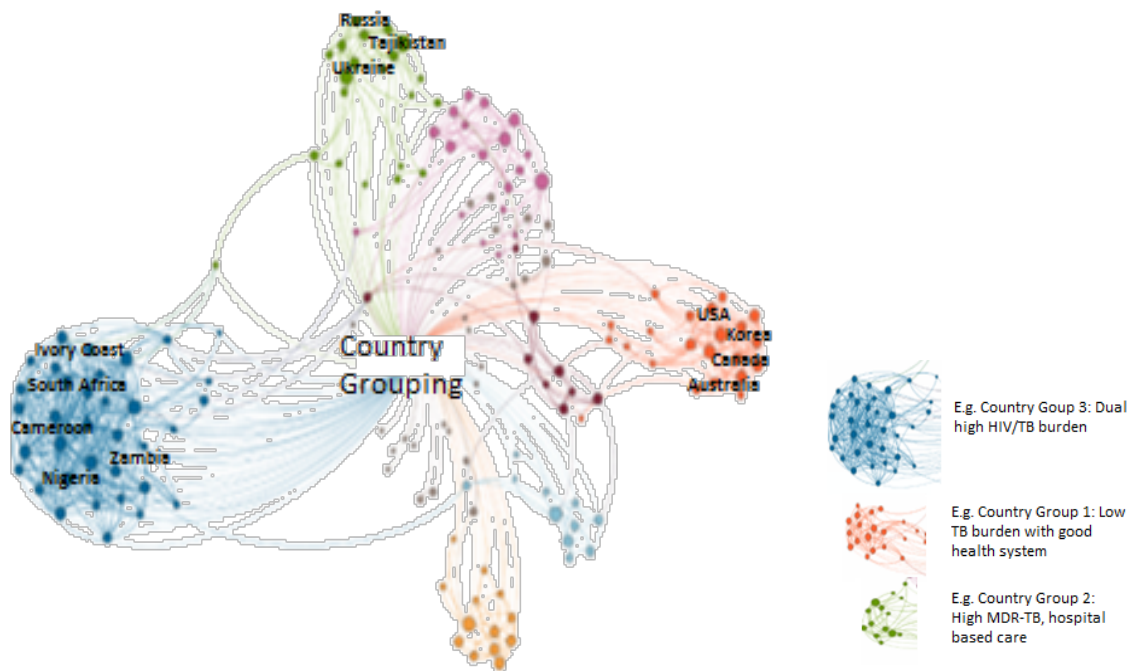 Russia
Tajikistan
Ukraine
USA
Korea
Canada
Australia
Country
Grouping
Ivory Coast
South Africa
Cameroon
Zambia
Nigeria
E.g. Country Goup 3: Dual
high HIV/TB burden
E.g. Country Group 1: Low
TB burden with good
health system
E.g. Country Group 2:
High MDR-TB, hospital
based care